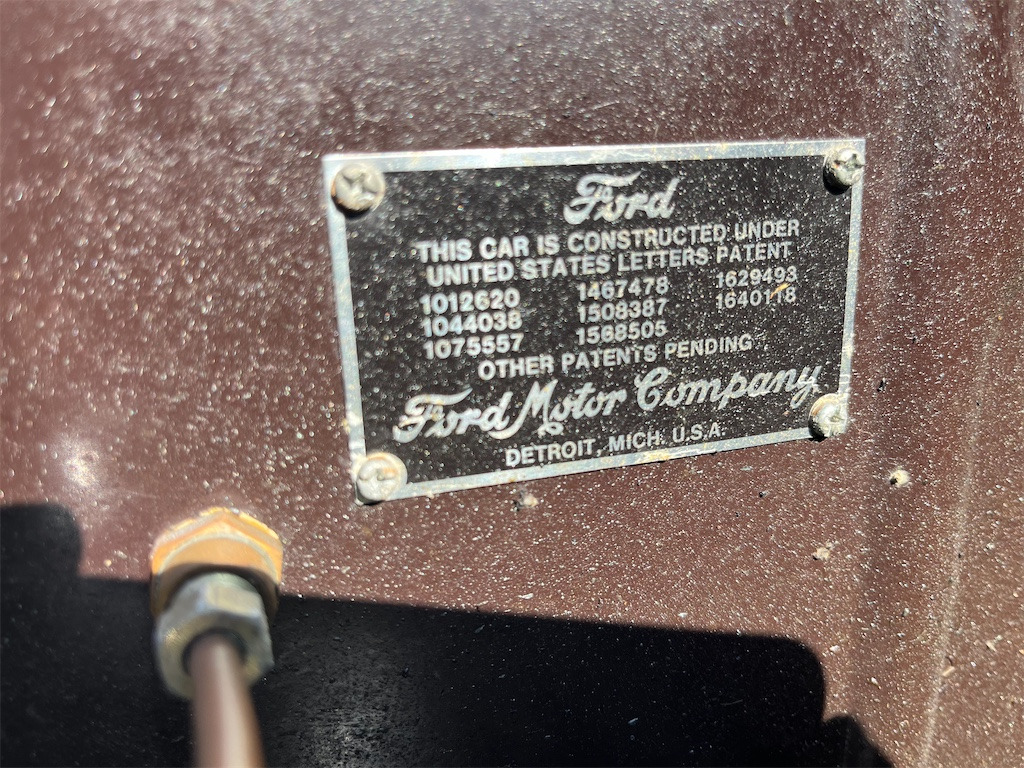 Ford
THIS CAR IS CONSTRUCTED UNDER
UNITED STATES LETTERS PATENT
1012620 1467478 1629493
1044038 1508387 1640118
1075557 1568505
OTHER PATENTS PENDING
Ford Motor Company
DETROIT, MICH. U.S.A.